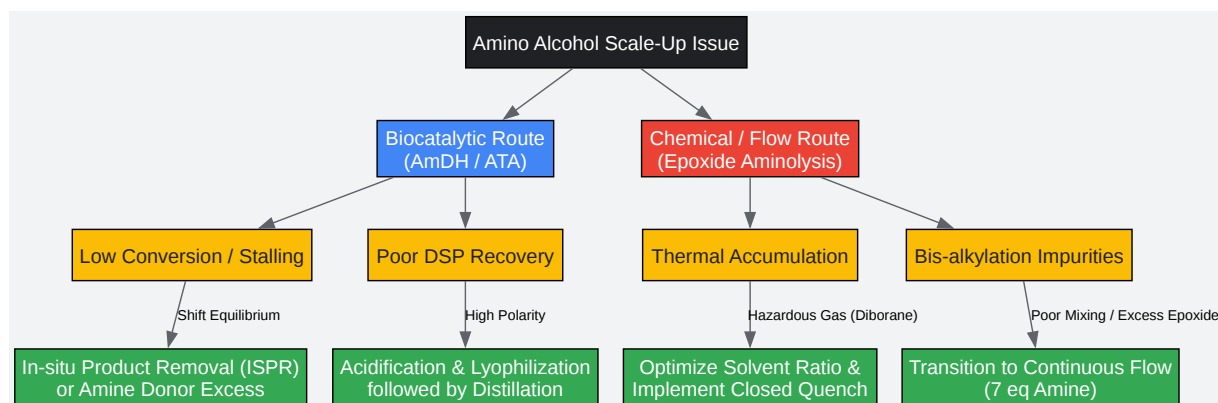 Amino Alcohol Scale-Up Issue
Biocatalytic Route
(AmDH / ATA)
Chemical / Flow Route
(Epoxide Aminolysis)
Low Conversion / Stalling
Poor DSP Recovery
Thermal Accumulation
Bis-alkylation Impurities
Shift Equilibrium
High Polarity
Hazardous Gas (Diborane)
Poor Mixing / Excess Epoxide
In-situ Product Removal (ISPR)
or Amine Donor Excess
Acidification & Lyophilization
followed by Distillation
Optimize Solvent Ratio &
Implement Closed Quench
Transition to Continuous Flow
(7 eq Amine)